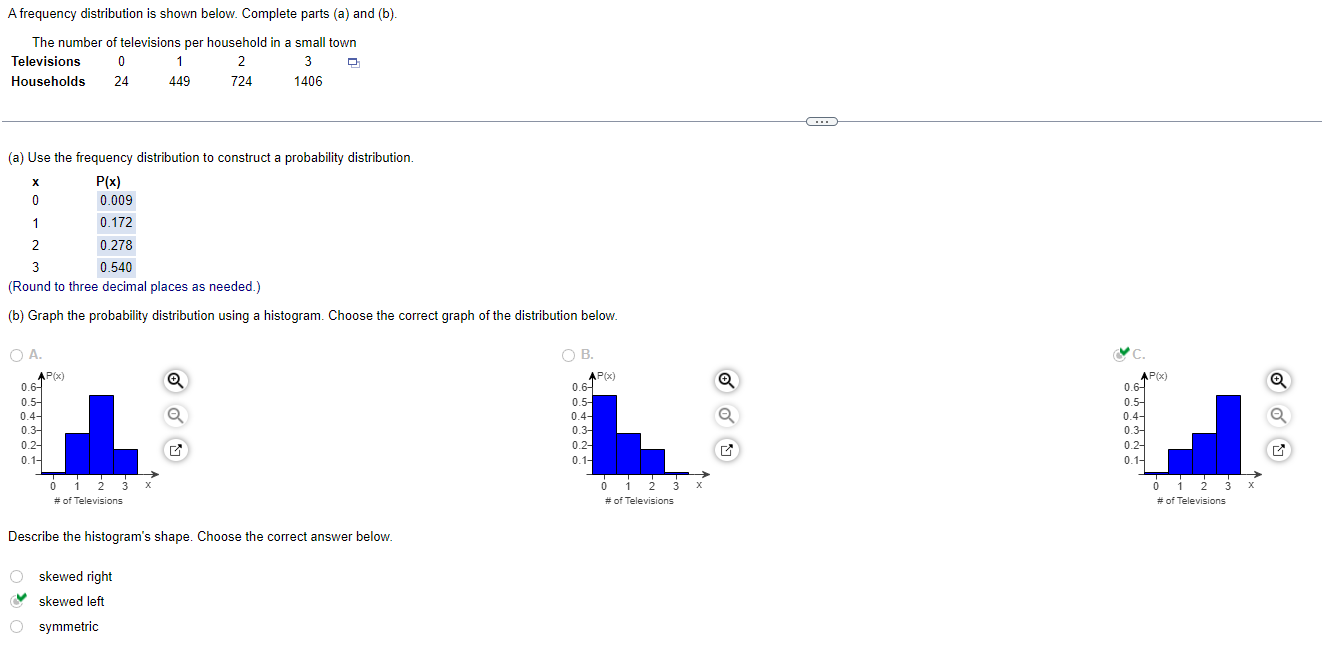 A frequency distribution is shown below. Complete parts (a) and (b).
The number of televisions per household in a small town
Televisions 0 1 2 3
Households 24 449 724 1406
(a) Use the frequency distribution to construct a probability distribution.
x P(x)
0 0.009
1 0.172
2 0.278
3 0.540
(Round to three decimal places as needed.)
(b) Graph the probability distribution using a histogram. Choose the correct graph of the distribution below.
A.
P(x)
0.6
0.5
0.4
0.3
0.2
0.1
0 1 2 3 x
# of Televisions
B.
P(x)
0.6
0.5
0.4
0.3
0.2
0.1
0 1 2 3 x
# of Televisions
C.
P(x)
0.6
0.5
0.4
0.3
0.2
0.1
0 1 2 3 x
# of Televisions
Describe the histogram's shape. Choose the correct answer below.
skewed right
skewed left
symmetric